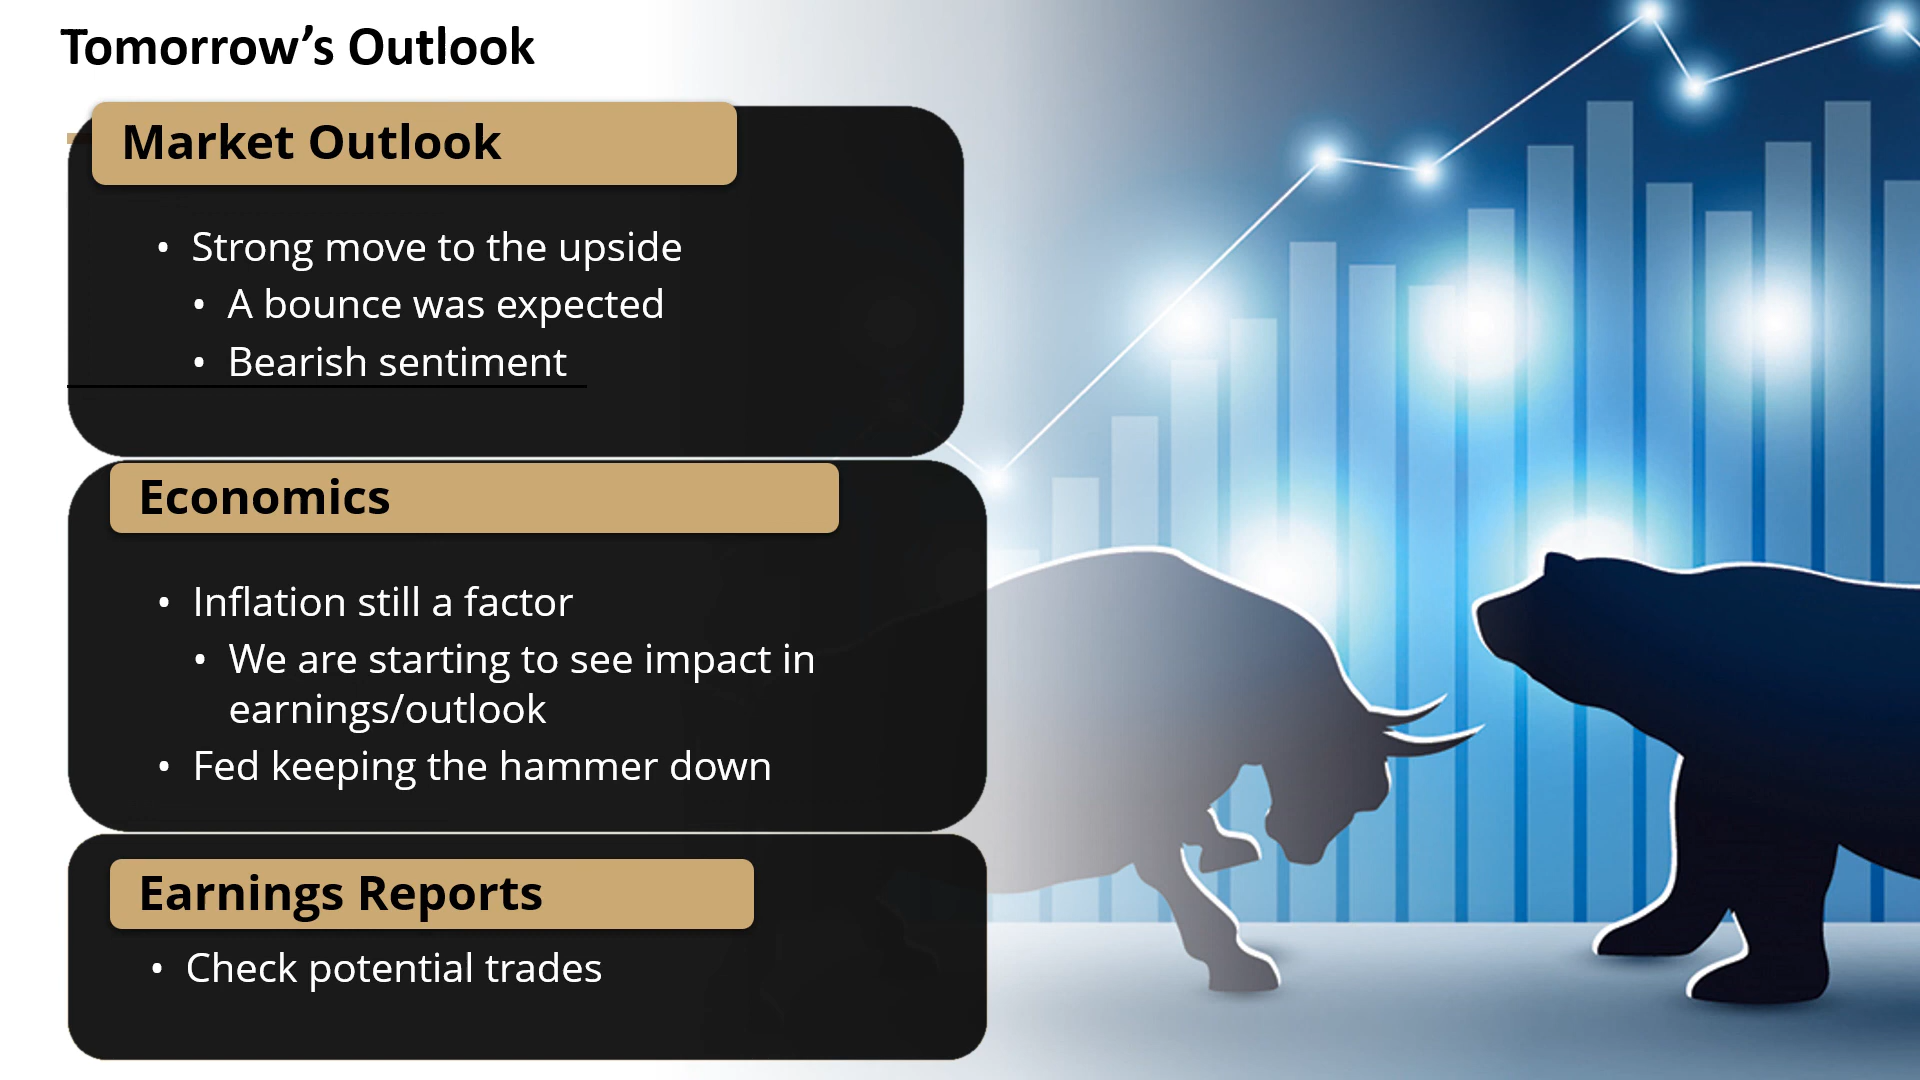 Tomorrow’s Outlook
Market Outlook
• Strong move to the upside
• A bounce was expected
• Bearish sentiment
Economics
• Inflation still a factor
• We are starting to see impact in
earnings/outlook
• Fed keeping the hammer down
Earnings Reports
• Check potential trades